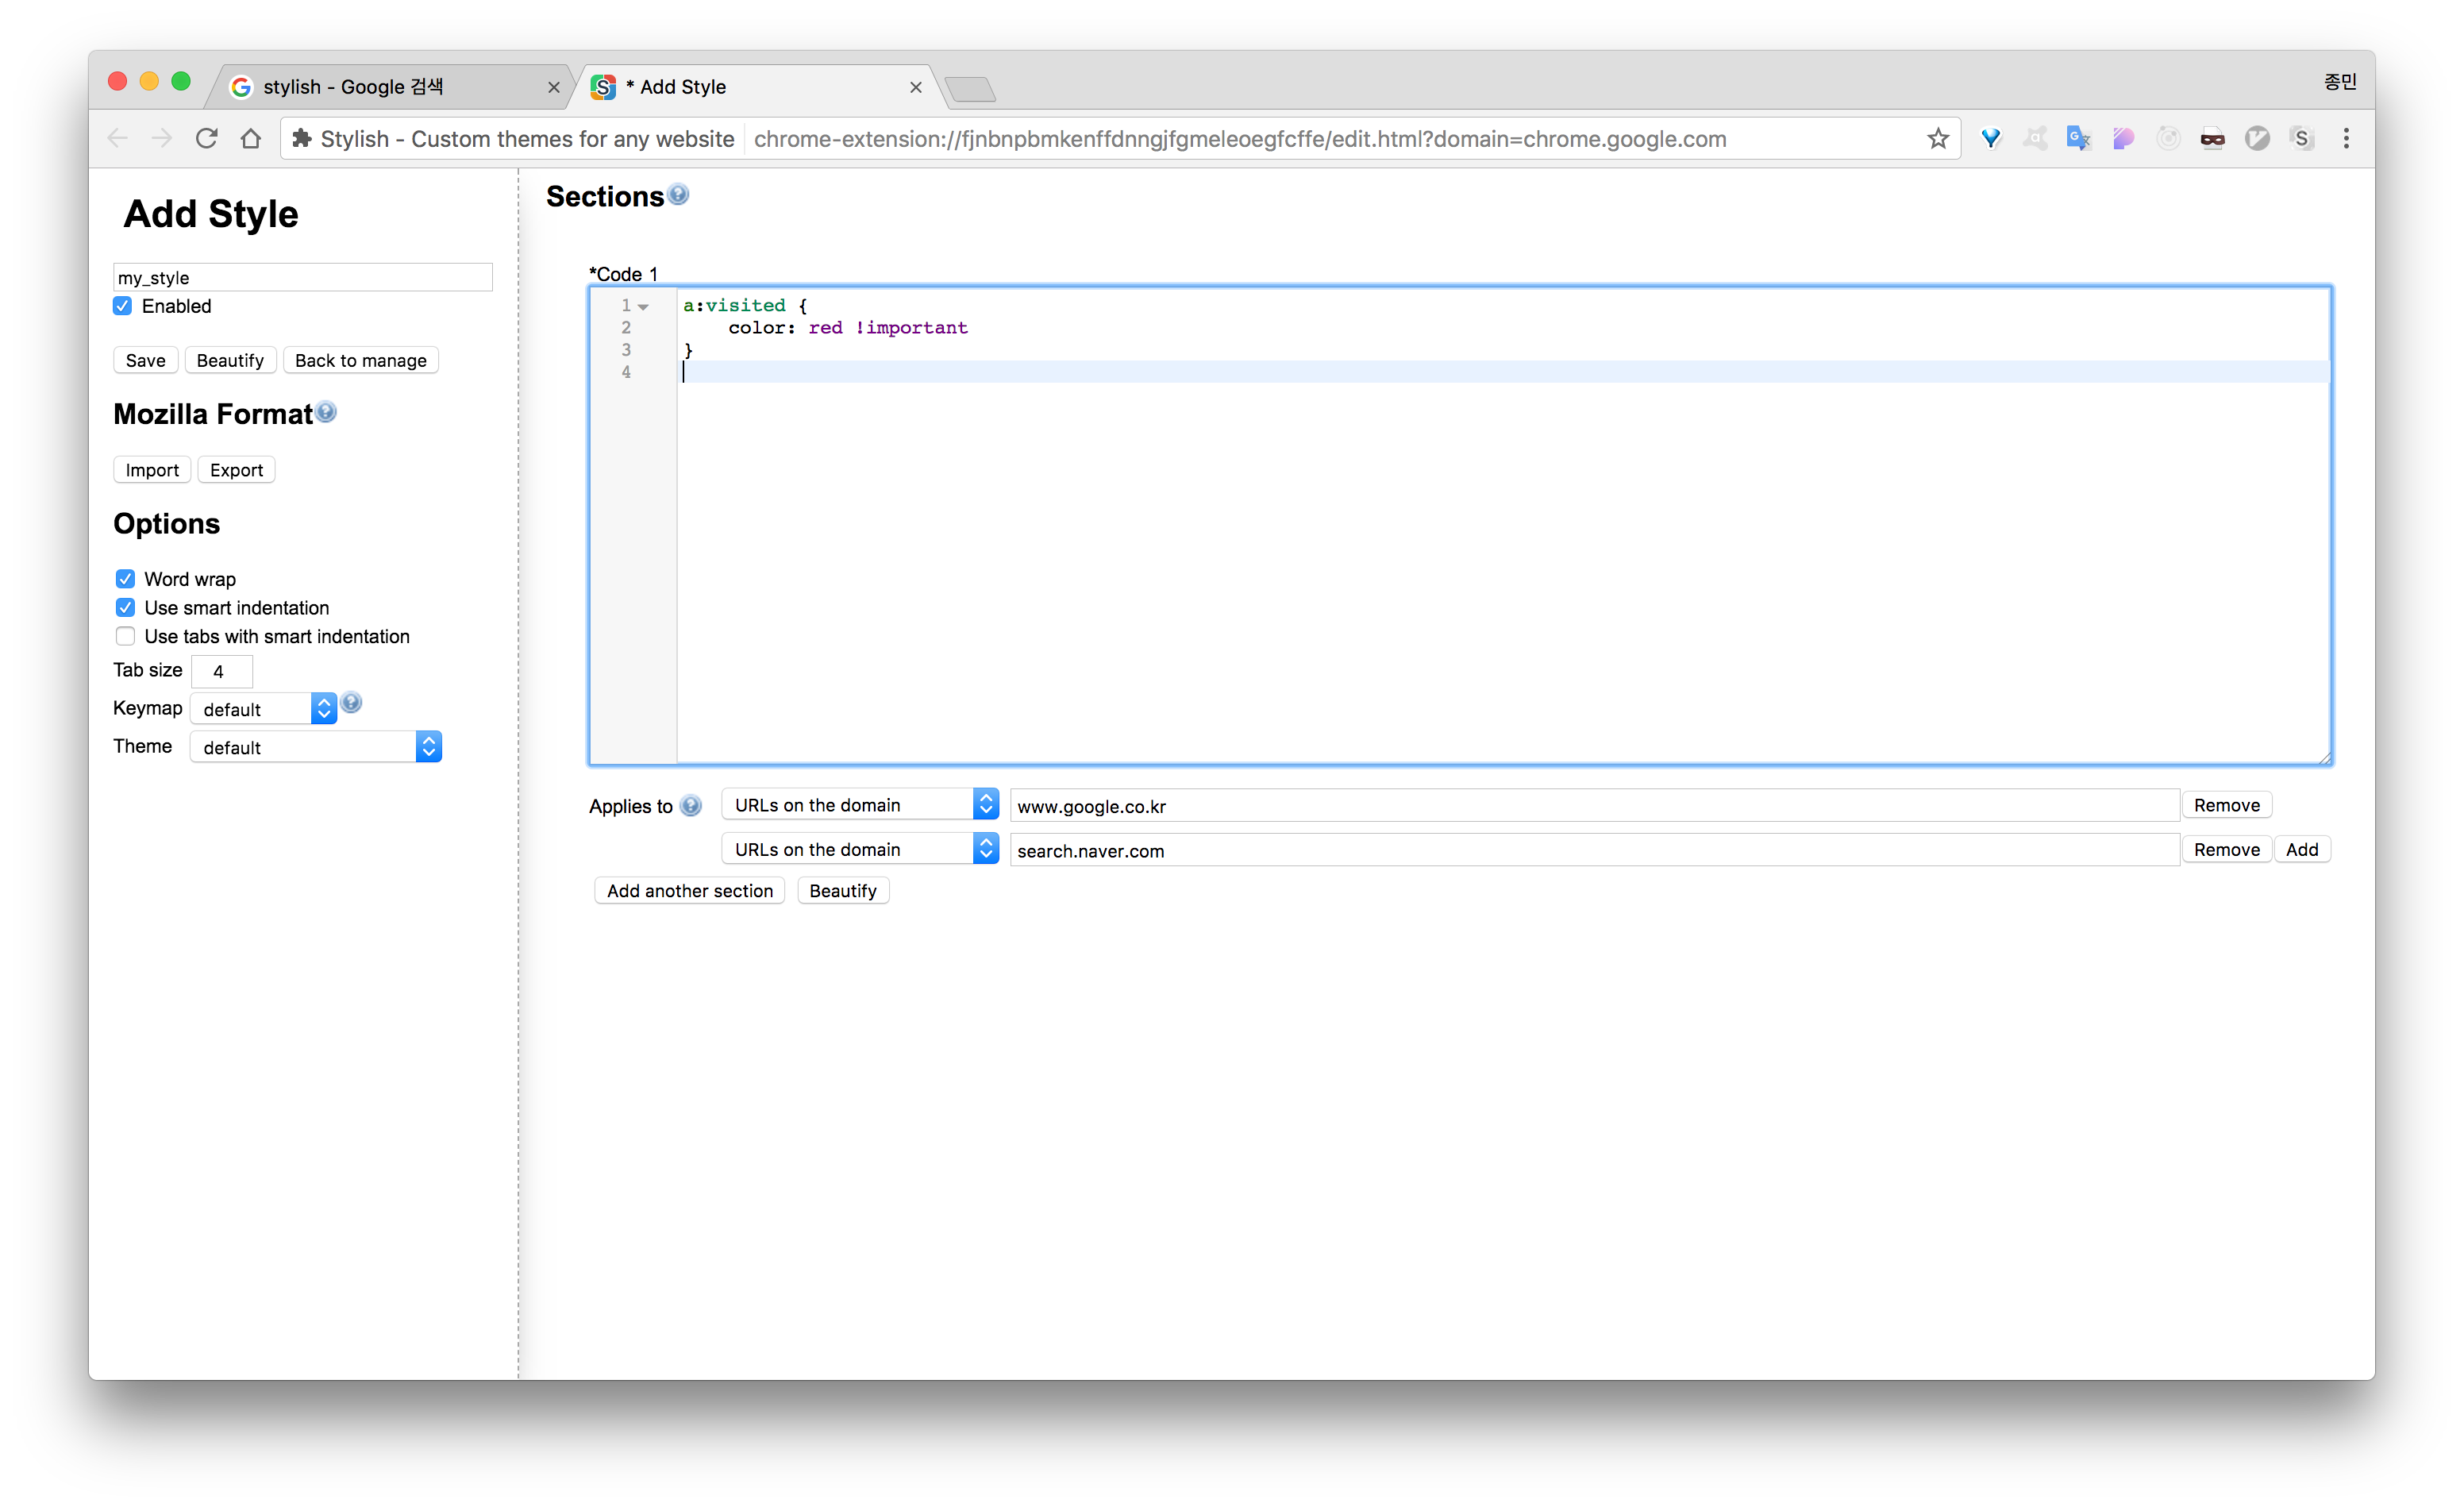 stylish - Google 검색
* Add Style
종민
Stylish - Custom themes for any website
chrome-extension://fjnbnpbmkenffdnngjfgmeleoegfcffe/edit.html?domain=chrome.google.com
Add Style
my_style
Enabled
Save
Beautify
Back to manage
Mozilla Format
Import
Export
Options
Word wrap
Use smart indentation
Use tabs with smart indentation
Tab size 4
Keymap default
Theme default
Sections
*Code 1
1 a:visited {
2 color: red !important
3 }
4
Applies to URLs on the domain www.google.co.kr Remove
URLs on the domain search.naver.com Remove Add
Add another section Beautify